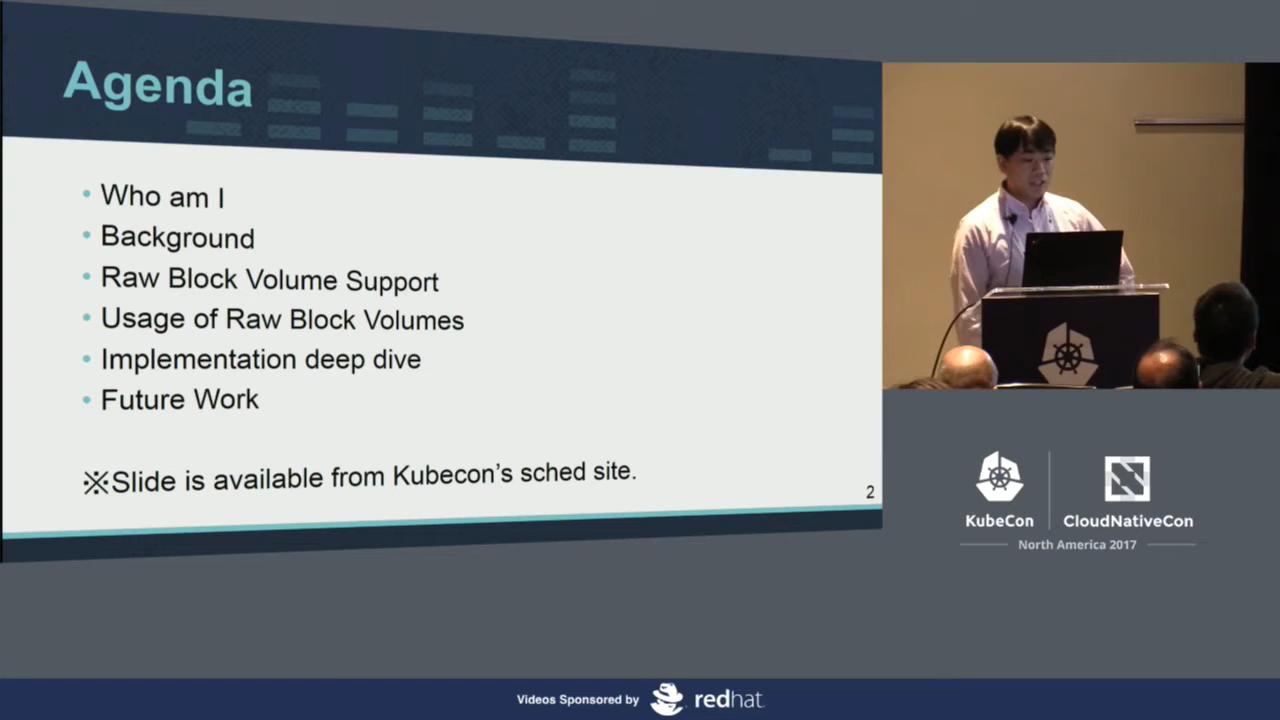 Agenda
• Who am I
• Background
• Raw Block Volume Support
• Usage of Raw Block Volumes
• Implementation deep dive
• Future Work
※Slide is available from Kubecon's sched site.
2
KubeCon
CloudNativeCon
North America 2017
Videos Sponsored by
redhat.